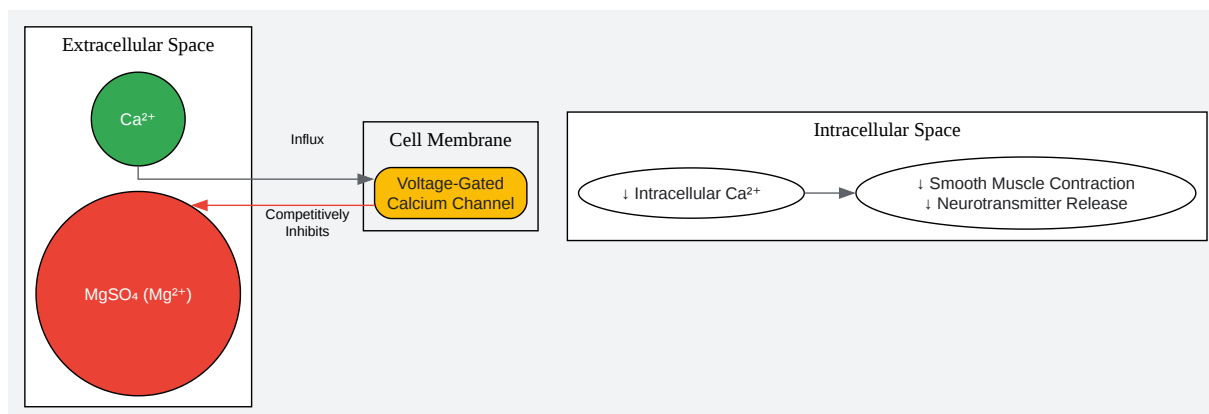 Extracellular Space
Ca²⁺
Influx
Cell Membrane
Voltage-Gated
Calcium Channel
Competitively
Inhibits
MgSO₄ (Mg²⁺)
Intracellular Space
↓ Intracellular Ca²⁺
↓ Smooth Muscle Contraction
↓ Neurotransmitter Release